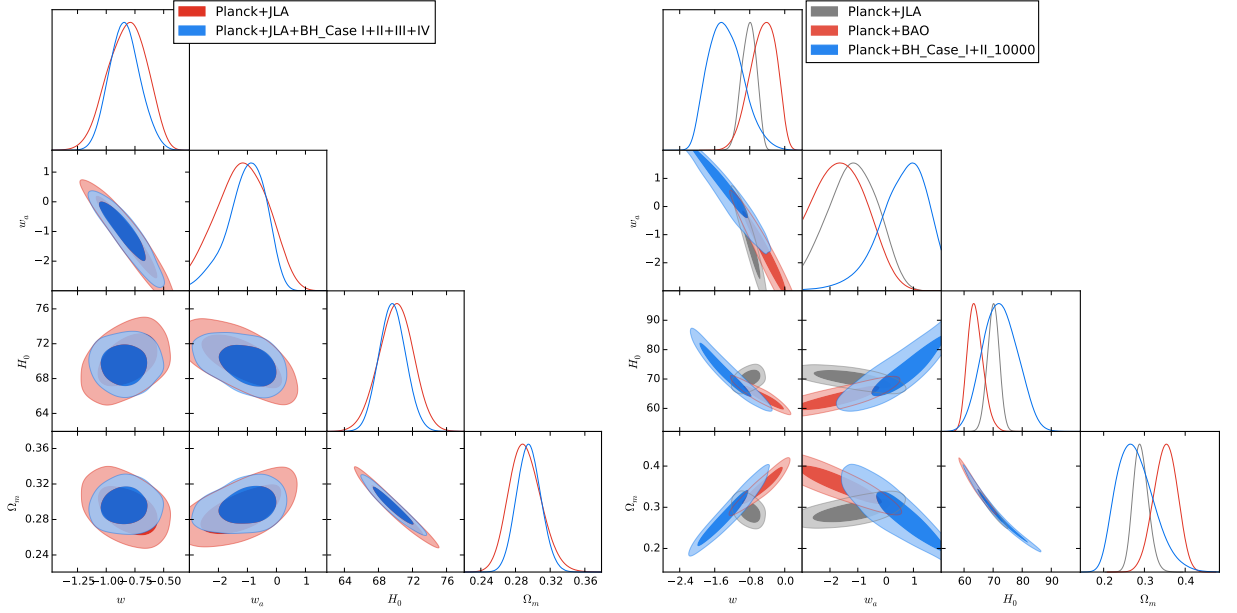 Planck+JLA
Planck+JLA+BH_Case I+II+III+IV
1
0
−1
−2
w_a
76
72
68
64
H_0
0.36
0.32
0.28
0.24
Ω_m
−1.25 −1.00 −0.75 −0.50
w
−2 −1 0 1
w_a
64 68 72 76
H_0
0.24 0.28 0.32 0.36
Ω_m
Planck+JLA
Planck+BAO
Planck+BH_Case_I+II_10000
1
0
−1
−2
w_a
90
80
70
60
H_0
0.4
0.3
0.2
Ω_m
−2.4 −1.6 −0.8 0.0
w
−2 −1 0 1
w_a
60 70 80 90
H_0
0.2 0.3 0.4
Ω_m